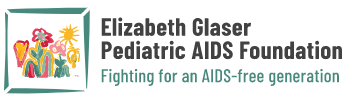 Elizabeth Glaser
Pediatric AIDS Foundation
Fighting for an AIDS-free generation